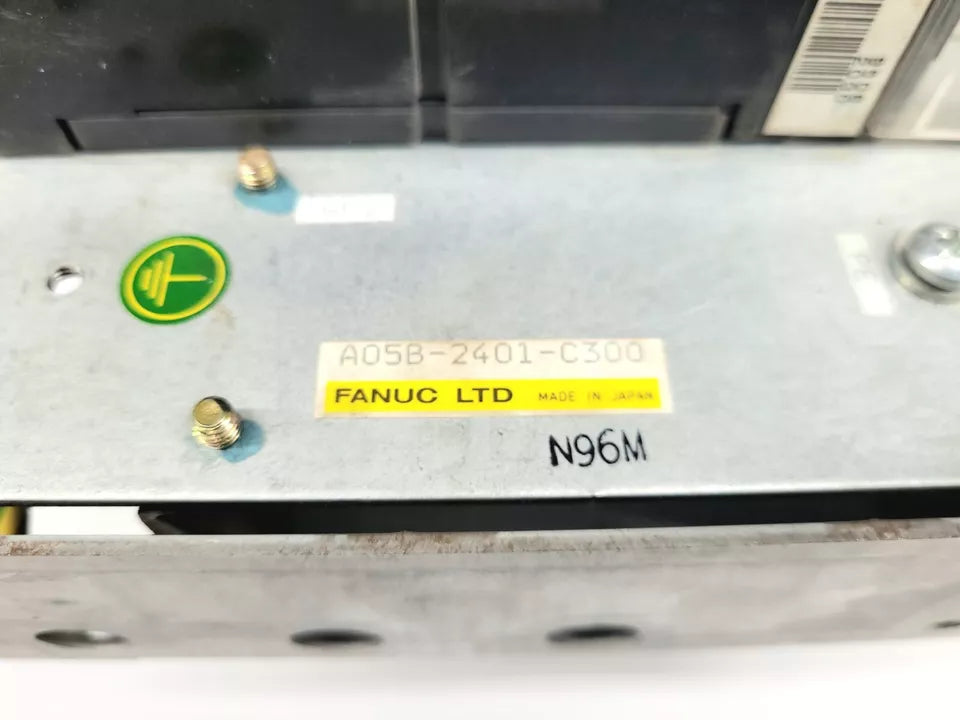 A05B-2401-C300
FANUC LTD MADE IN JAPAN
N96M